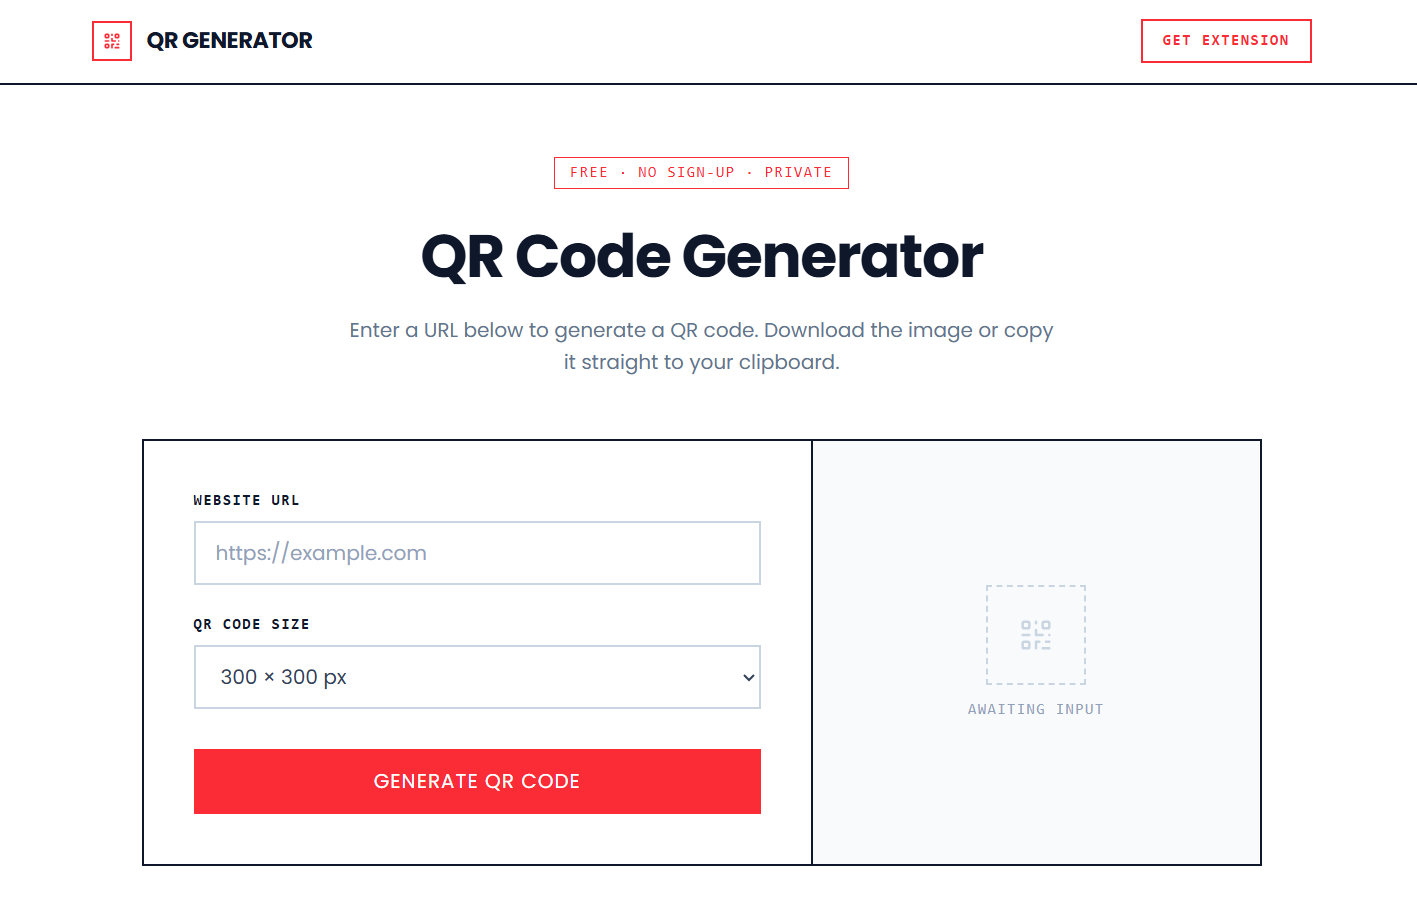 QR GENERATOR
GET EXTENSION
FREE · NO SIGN-UP · PRIVATE
QR Code Generator
Enter a URL below to generate a QR code. Download the image or copy
it straight to your clipboard.
WEBSITE URL
https://example.com
QR CODE SIZE
300 × 300 px
GENERATE QR CODE
AWAITING INPUT